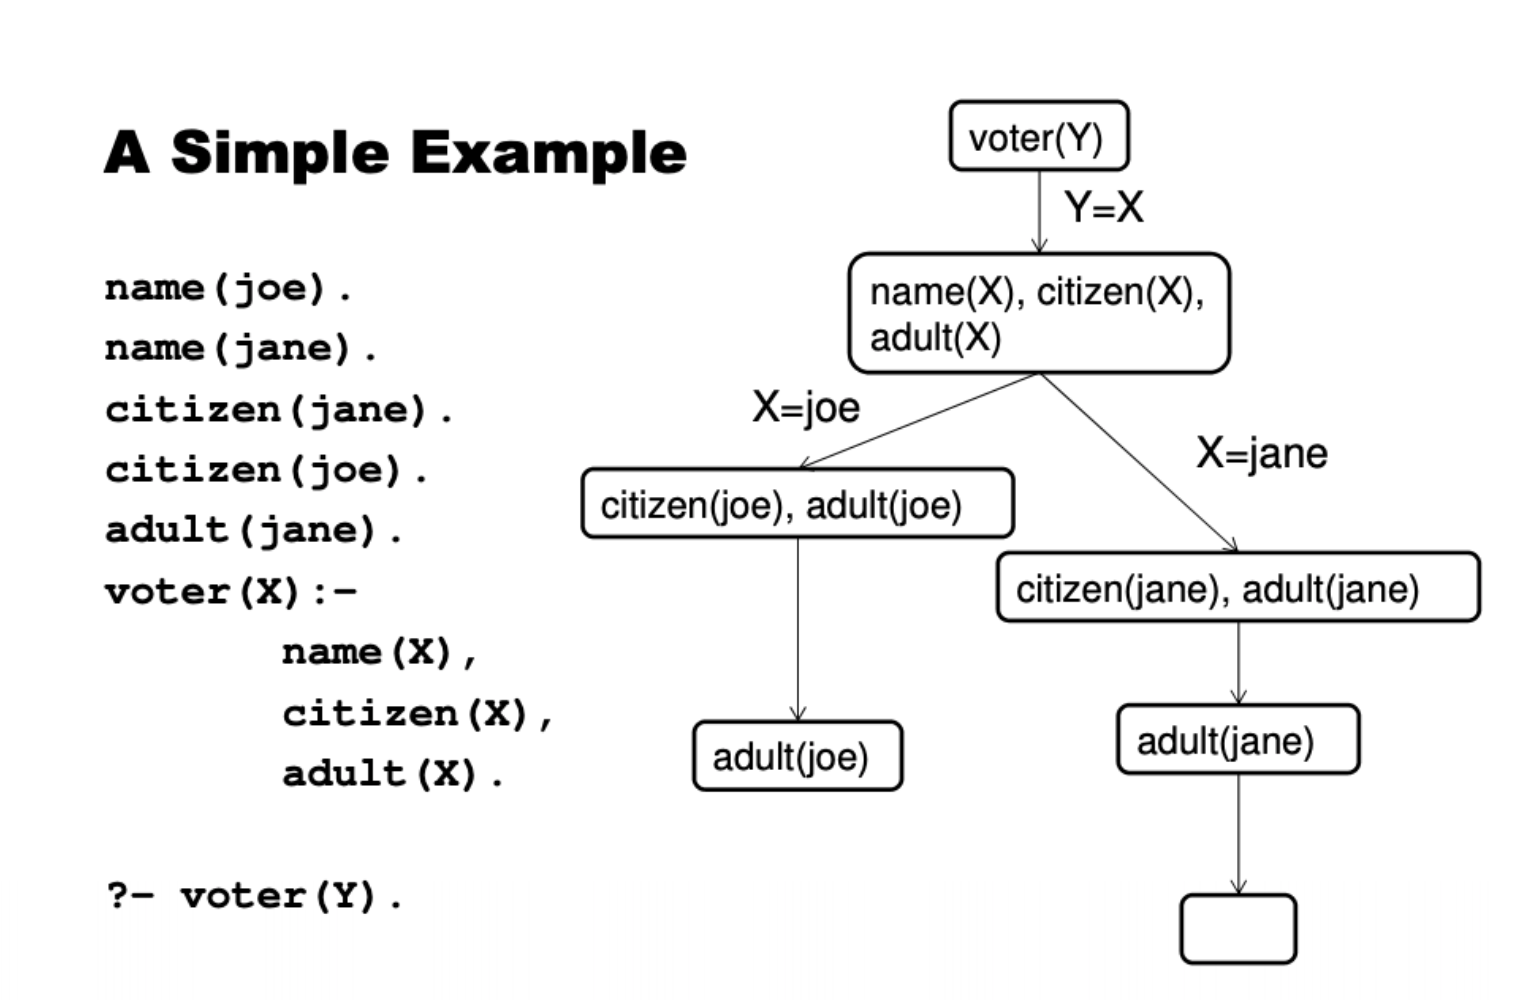 A Simple Example
name(joe).
name(jane).
citizen(jane).
citizen(joe).
adult(jane).
voter(X):-
name(X),
citizen(X),
adult(X).
?- voter(Y).
voter(Y)
Y=X
name(X), citizen(X),
adult(X)
X=joe
X=jane
citizen(joe), adult(joe)
citizen(jane), adult(jane)
adult(joe)
adult(jane)